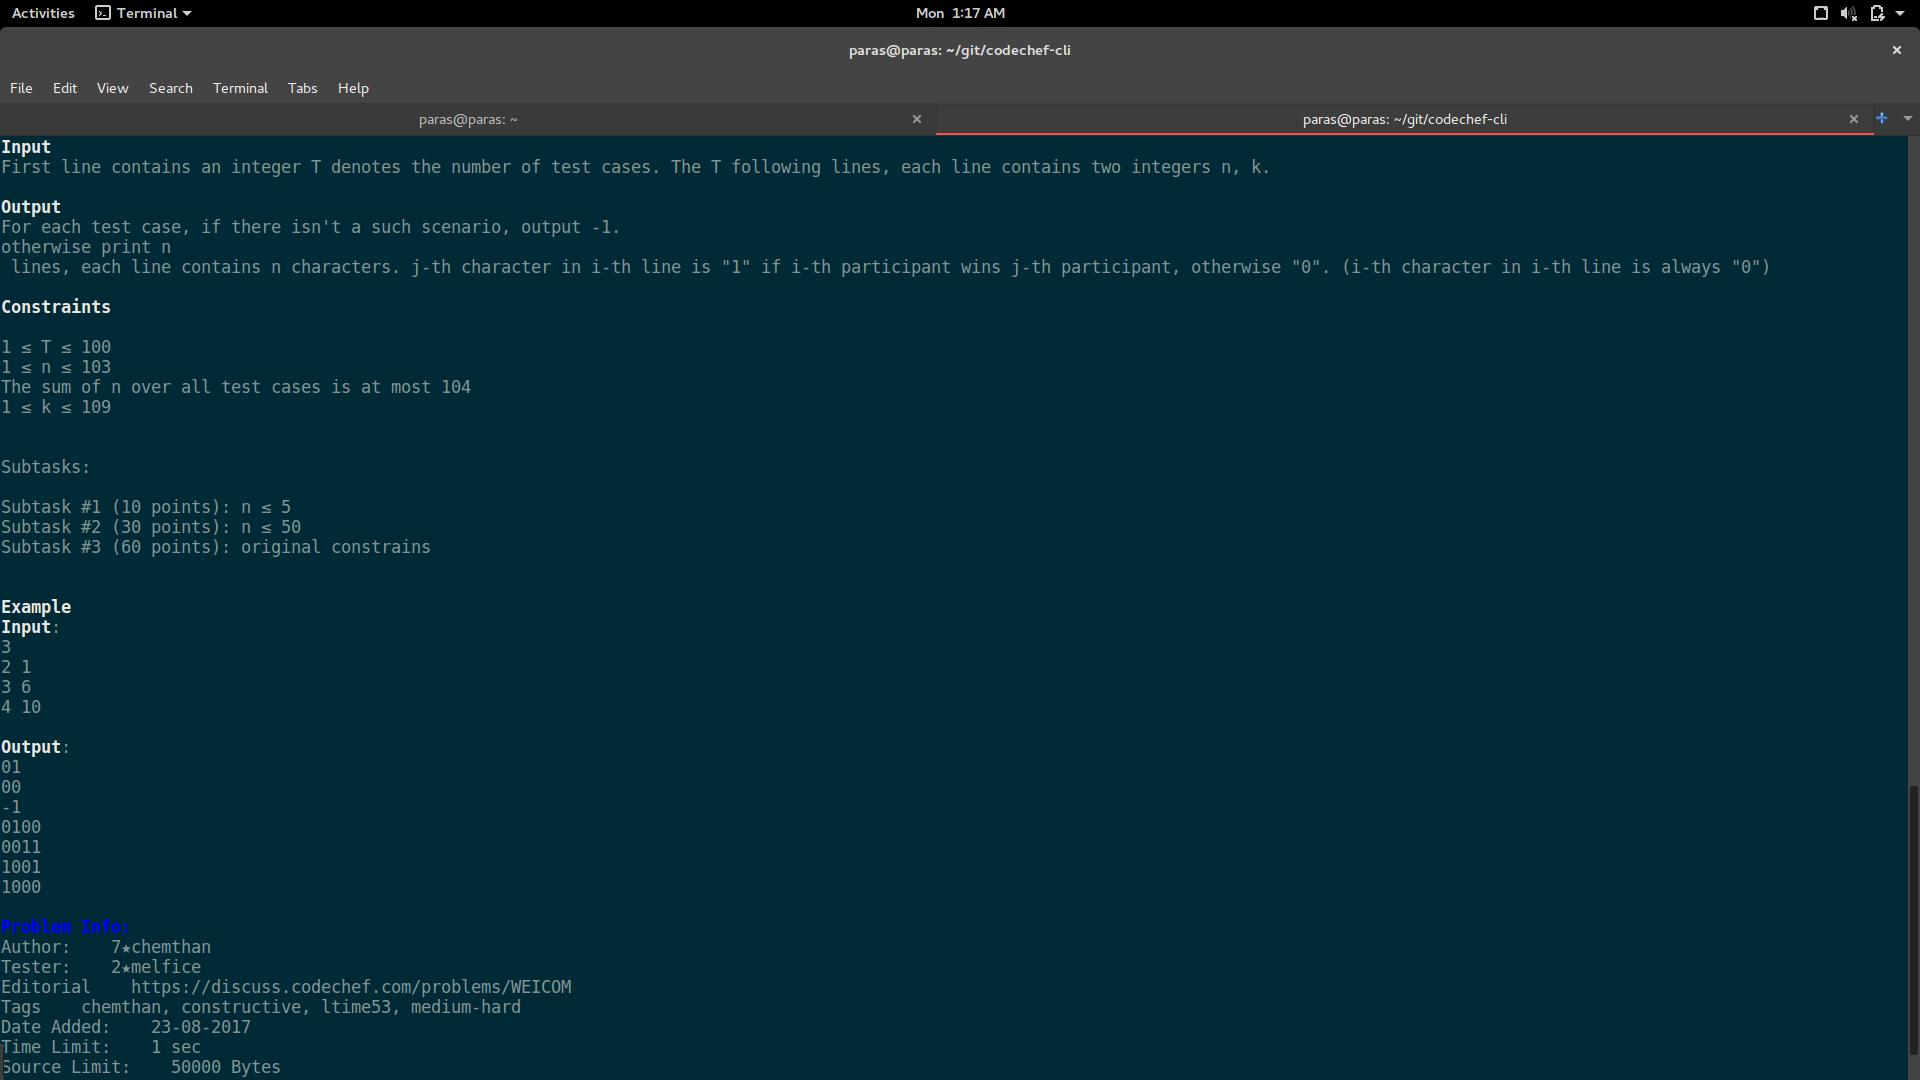 Activities
Terminal
Mon 1:17 AM
paras@paras: ~/git/codechef-cli
File Edit View Search Terminal Tabs Help
paras@paras: ~
paras@paras: ~/git/codechef-cli
Input
First line contains an integer T denotes the number of test cases. The T following lines, each line contains two integers n, k.
Output
For each test case, if there isn't a such scenario, output -1.
otherwise print n
lines, each line contains n characters. j-th character in i-th line is "1" if i-th participant wins j-th participant, otherwise "0". (i-th character in i-th line is always "0")
Constraints
1 ≤ T ≤ 100
1 ≤ n ≤ 103
The sum of n over all test cases is at most 104
1 ≤ k ≤ 109
Subtasks:
Subtask #1 (10 points): n ≤ 5
Subtask #2 (30 points): n ≤ 50
Subtask #3 (60 points): original constrains
Example
Input:
3
2 1
3 6
4 10
Output:
01
00
-1
0100
0011
1001
1000
Problem Info:
Author: 7★chemthan
Tester: 2★melfice
Editorial https://discuss.codechef.com/problems/WEICOM
Tags chemthan, constructive, ltime53, medium-hard
Date Added: 23-08-2017
Time Limit: 1 sec
Source Limit: 50000 Bytes